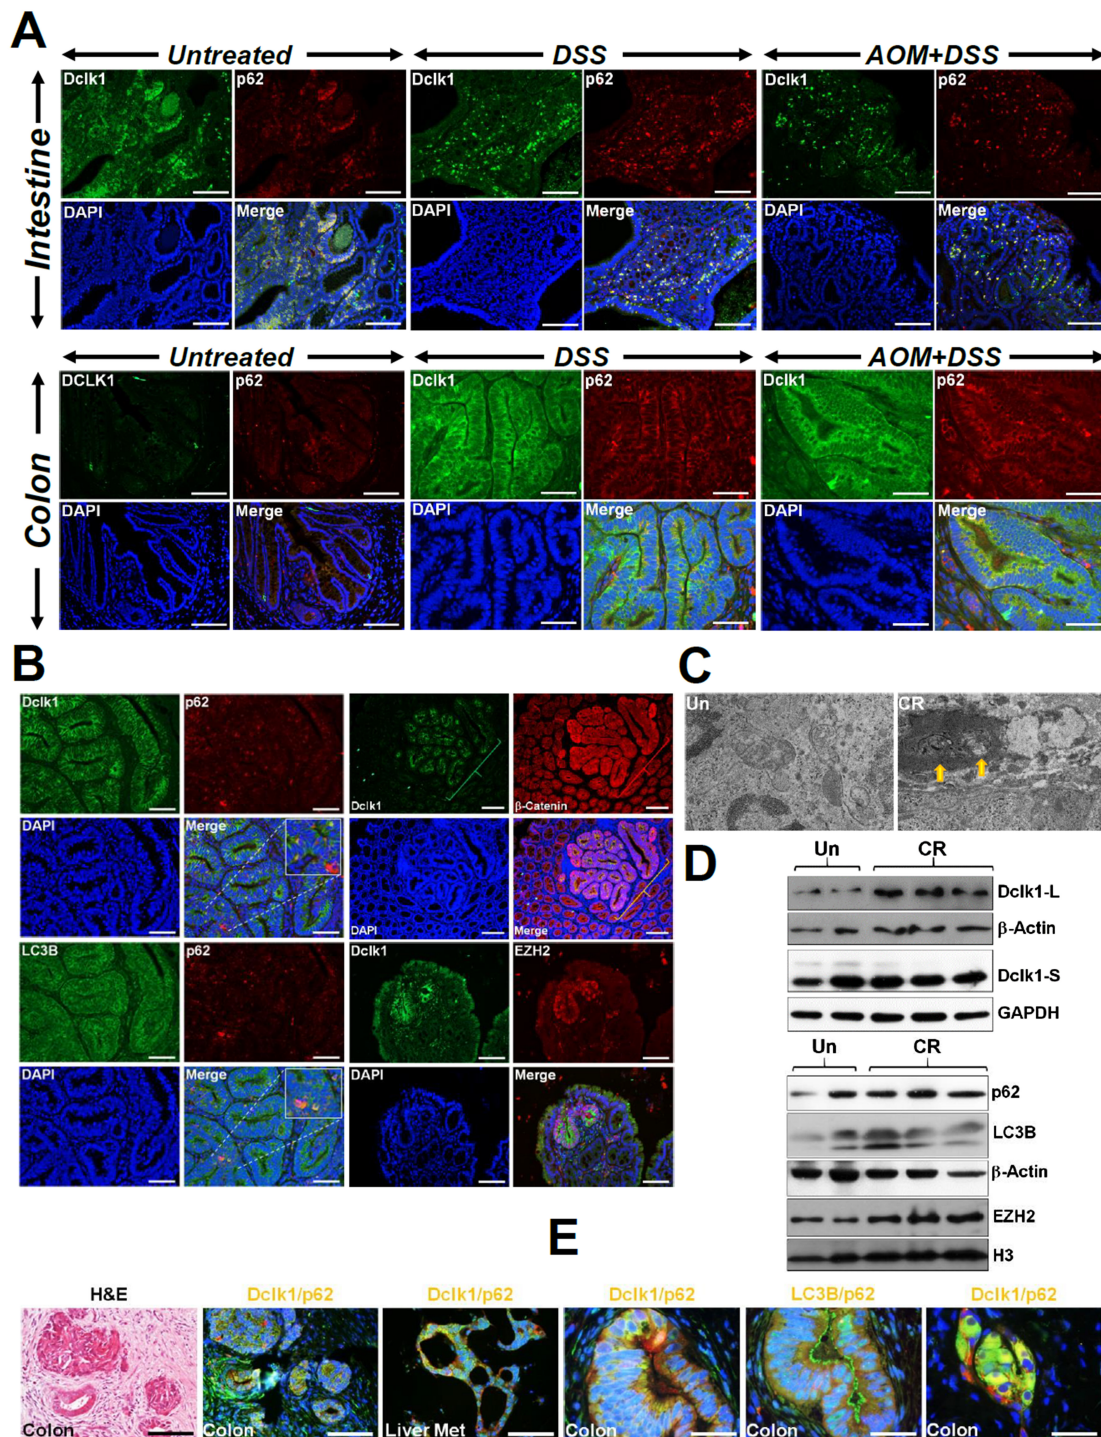 A
Untreated DSS AOM+DSS
Intestine
Dclk1 p62 Dclk1 p62 Dclk1 p62
DAPI Merge DAPI Merge DAPI Merge
Untreated DSS AOM+DSS
Colon
DCLK1 p62 Dclk1 p62 Dclk1 p62
DAPI Merge DAPI Merge DAPI Merge
B
Dclk1 p62 Dclk1 β-Catenin
DAPI Merge DAPI Merge
LC3B p62 Dclk1 EZH2
DAPI Merge DAPI Merge
C
Un CR
D
Un CR
Dclk1-L
β-Actin
Dclk1-S
GAPDH
Un CR
p62
LC3B
β-Actin
EZH2
H3
E
H&E Dclk1/p62 Dclk1/p62 Dclk1/p62 LC3B/p62 Dclk1/p62
Colon Colon Liver Met Colon Colon Colon